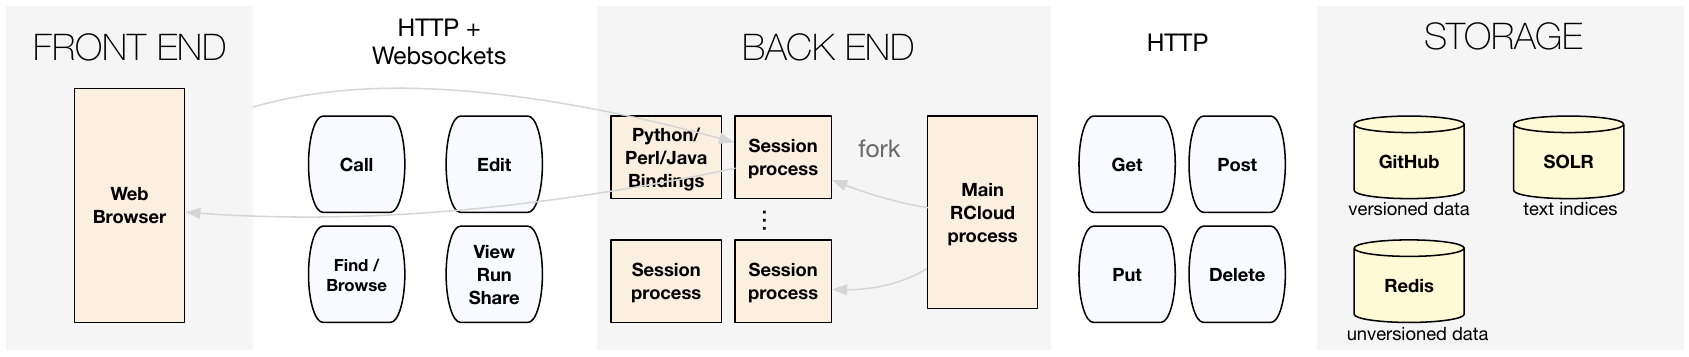 FRONT END
Web
Browser
HTTP +
Websockets
Call
Edit
Find /
Browse
View
Run
Share
BACK END
Python/
Perl/Java
Bindings
Session
process
fork
Main
RCloud
process
Session
process
Session
process
HTTP
Get
Post
Put
Delete
STORAGE
GitHub
versioned data
SOLR
text indices
Redis
unversioned data